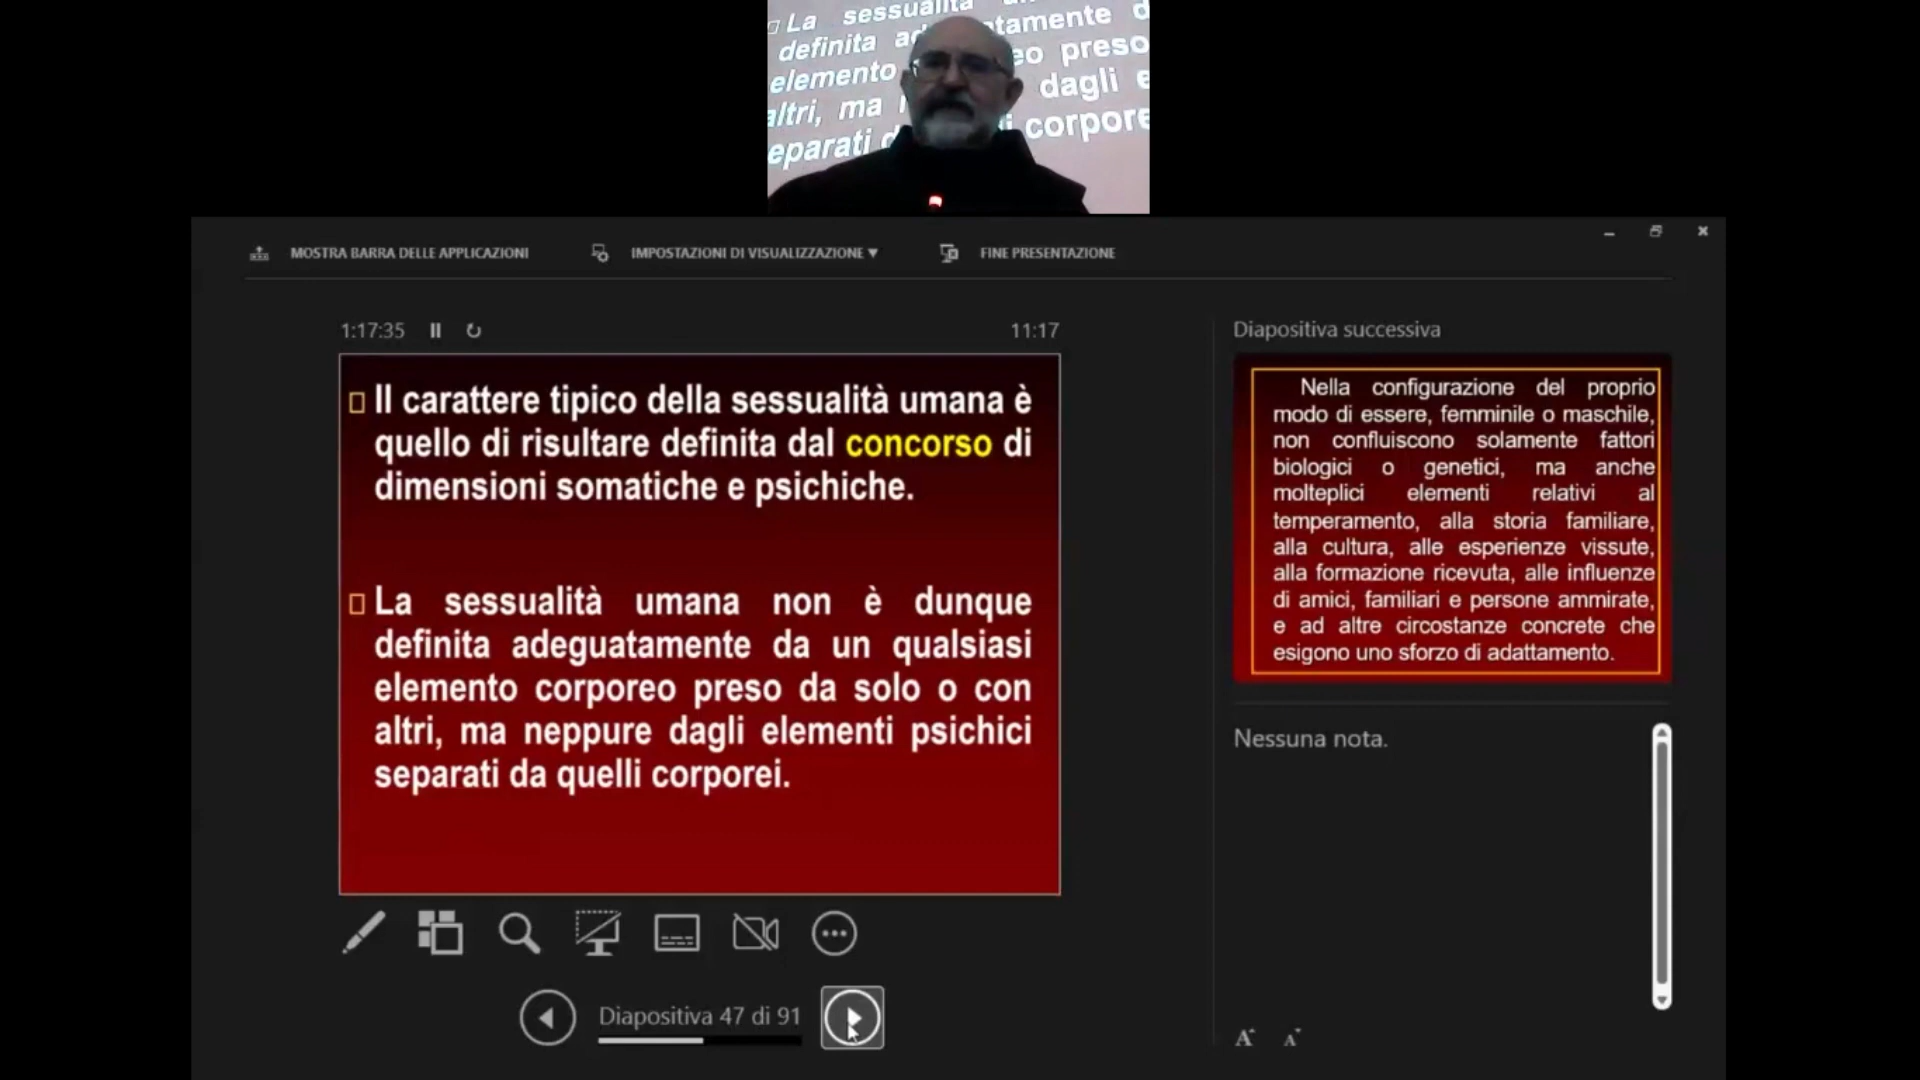 La sessualità
definita tamente d
elemento eo preso
altri, ma dagli e
eparati corpore
MOSTRA BARRA DELLE APPLICAZIONI
IMPOSTAZIONI DI VISUALIZZAZIONE
FINE PRESENTAZIONE
1:17:35
11:17
Il carattere tipico della sessualità umana è
quello di risultare definita dal concorso di
dimensioni somatiche e psichiche.
La sessualità umana non è dunque
definita adeguatamente da un qualsiasi
elemento corporeo preso da solo o con
altri, ma neppure dagli elementi psichici
separati da quelli corporei.
Diapositiva 47 di 91
Diapositiva successiva
Nella configurazione del proprio
modo di essere, femminile o maschile,
non confluiscono solamente fattori
biologici o genetici, ma anche
molteplici elementi relativi al
temperamento, alla storia familiare,
alla cultura, alle esperienze vissute,
alla formazione ricevuta, alle influenze
di amici, familiari e persone ammirate,
e ad altre circostanze concrete che
esigono uno sforzo di adattamento.
Nessuna nota.
A A